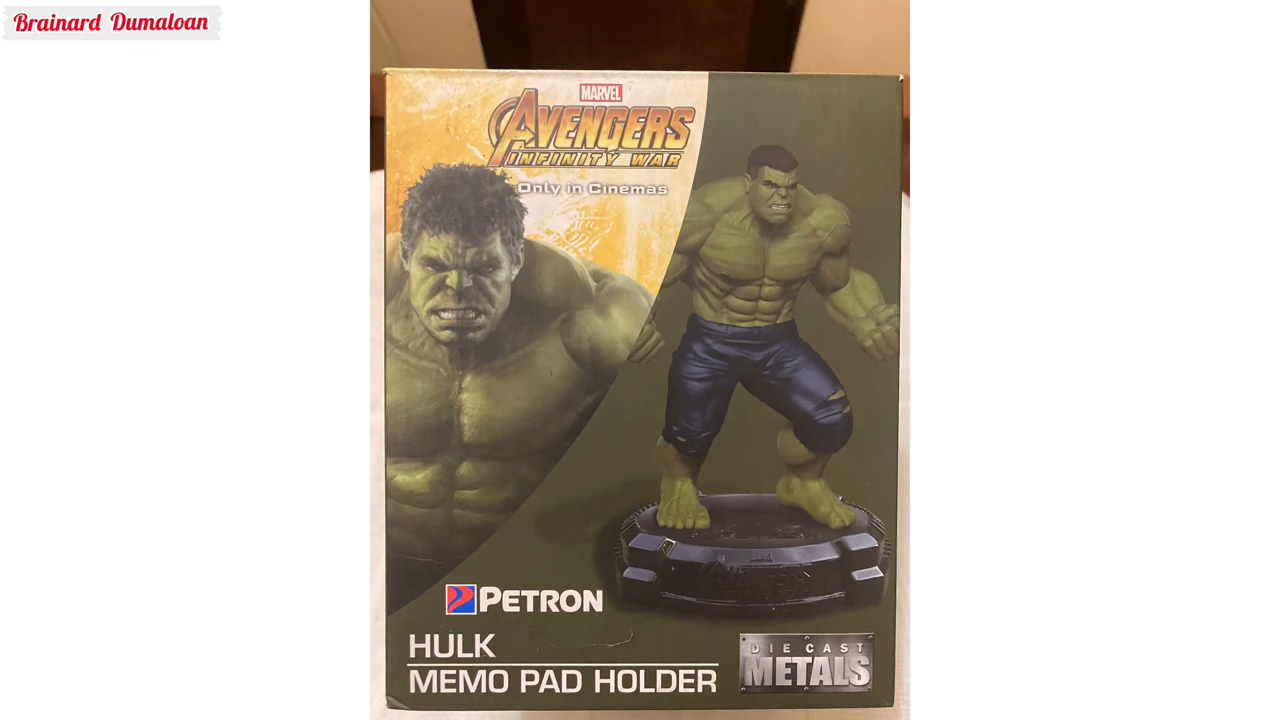 Brainard Dumaloan
MARVEL
AVENGERS
INFINITY WAR
Only in Cinemas
PETRON
HULK
MEMO PAD HOLDER
DIE CAST
METALS